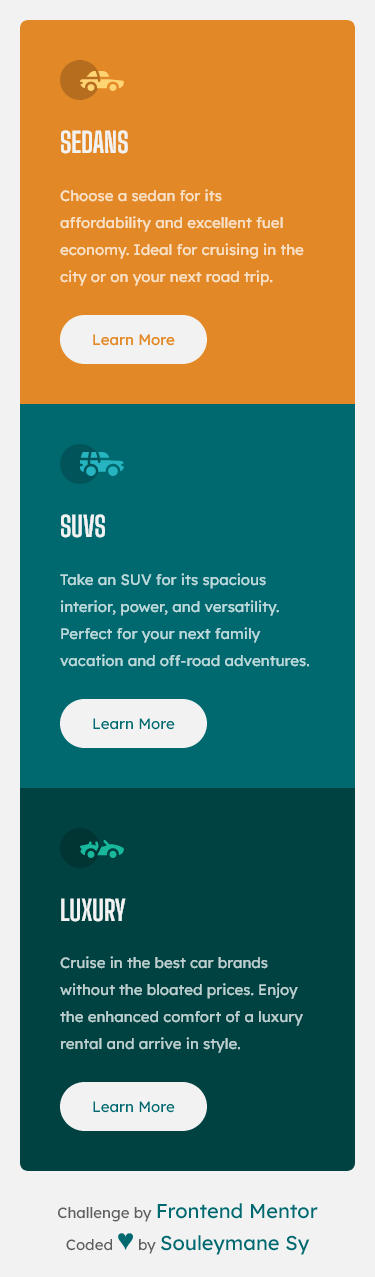 SEDANS
Choose a sedan for its
affordability and excellent fuel
economy. Ideal for cruising in the
city or on your next road trip.
Learn More
SUVS
Take an SUV for its spacious
interior, power, and versatility.
Perfect for your next family
vacation and off-road adventures.
Learn More
LUXURY
Cruise in the best car brands
without the bloated prices. Enjoy
the enhanced comfort of a luxury
rental and arrive in style.
Learn More
Challenge by Frontend Mentor
Coded ♥ by Souleymane Sy